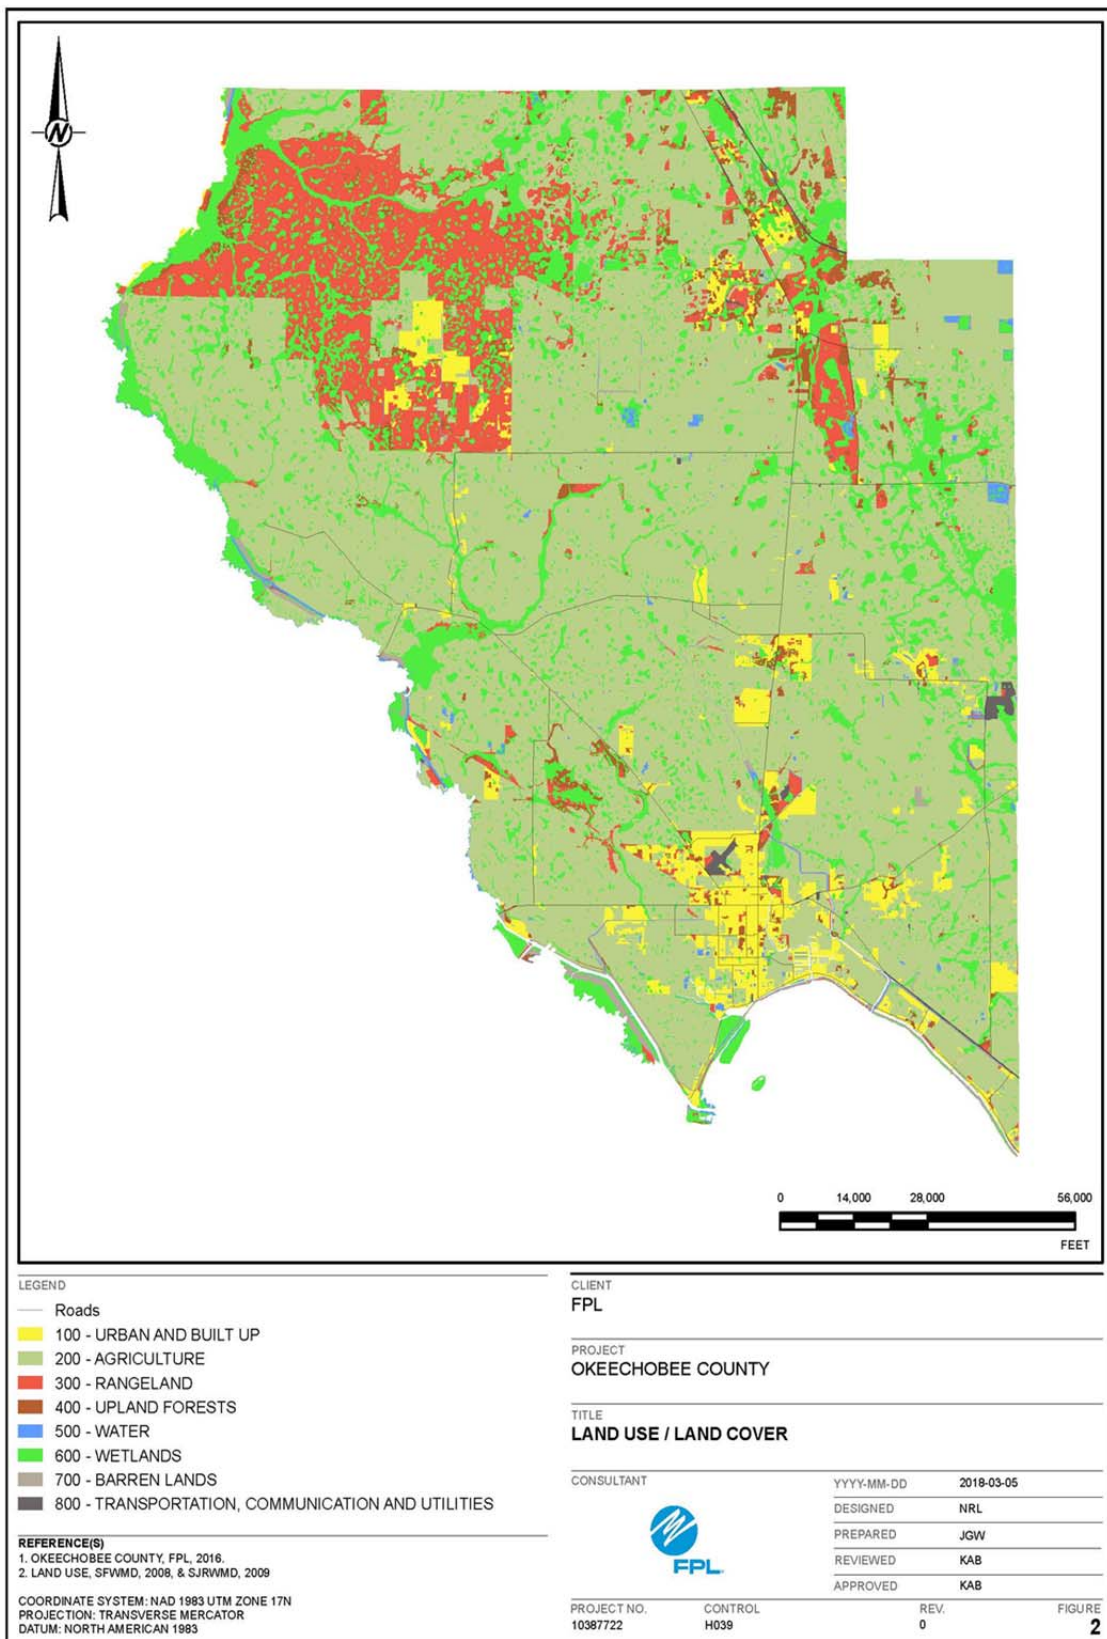 N
0 14,000 28,000 56,000
FEET
LEGEND
Roads
100 - URBAN AND BUILT UP
200 - AGRICULTURE
300 - RANGELAND
400 - UPLAND FORESTS
500 - WATER
600 - WETLANDS
700 - BARREN LANDS
800 - TRANSPORTATION, COMMUNICATION AND UTILITIES
REFERENCE(S)
1. OKEECHOBEE COUNTY, FPL, 2016.
2. LAND USE, SFWMD, 2008, & SJRWMD, 2009
COORDINATE SYSTEM: NAD 1983 UTM ZONE 17N
PROJECTION: TRANSVERSE MERCATOR
DATUM: NORTH AMERICAN 1983
CLIENT
FPL
PROJECT
OKEECHOBEE COUNTY
TITLE
LAND USE / LAND COVER
CONSULTANT
FPL.
YYYY-MM-DD 2018-03-05
DESIGNED NRL
PREPARED JGW
REVIEWED KAB
APPROVED KAB
PROJECT NO. CONTROL REV. FIGURE
10387722 H039 0 2